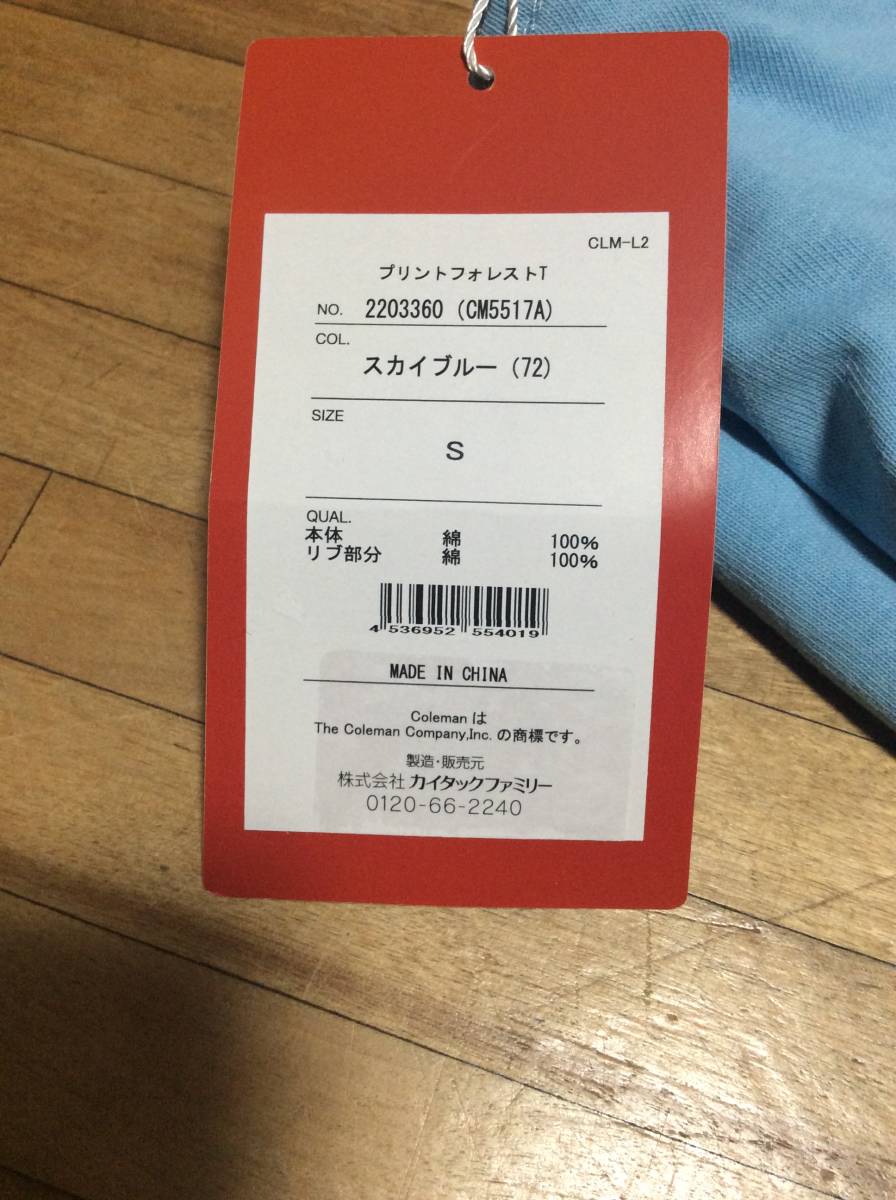 CLM-L2
プリントフォレストT
NO. 2203360 (CM5517A)
COL.
スカイブルー (72)
SIZE
S
QUAL.
本体 綿 100%
リブ部分 綿 100%
4 536952 554019
MADE IN CHINA
Coleman は
The Coleman Company,Inc. の商標です。
製造・販売元
株式会社 カイタックファミリー
0120-66-2240